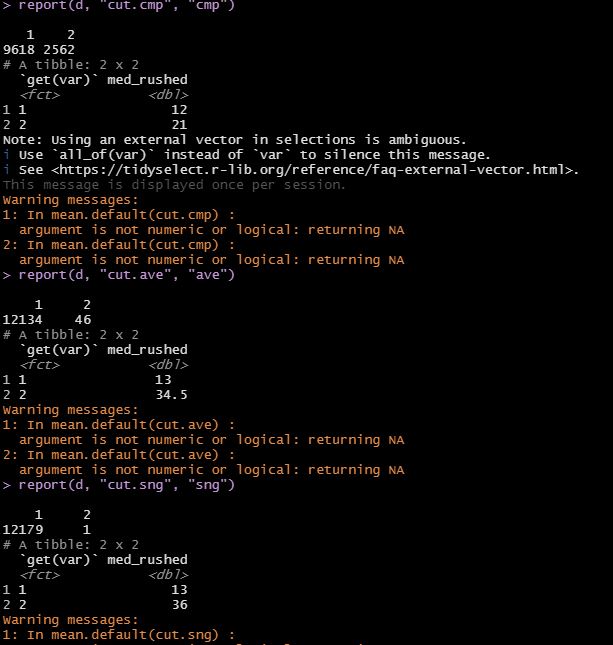 > report(d, "cut.cmp", "cmp")
1 2
9618 2562
# A tibble: 2 x 2
`get(var)` med_rushed
<fct> <dbl>
1 1 12
2 2 21
Note: Using an external vector in selections is ambiguous.
i Use `all_of(var)` instead of `var` to silence this message.
i See <https://tidyselect.r-lib.org/reference/faq-external-vector.html>.
This message is displayed once per session.
Warning messages:
1: In mean.default(cut.cmp) :
argument is not numeric or logical: returning NA
2: In mean.default(cut.cmp) :
argument is not numeric or logical: returning NA
> report(d, "cut.ave", "ave")
1 2
12134 46
# A tibble: 2 x 2
`get(var)` med_rushed
<fct> <dbl>
1 1 13
2 2 34.5
Warning messages:
1: In mean.default(cut.ave) :
argument is not numeric or logical: returning NA
2: In mean.default(cut.ave) :
argument is not numeric or logical: returning NA
> report(d, "cut.sng", "sng")
1 2
12179 1
# A tibble: 2 x 2
`get(var)` med_rushed
<fct> <dbl>
1 1 13
2 2 36
Warning messages:
1: In mean.default(cut.sng) :